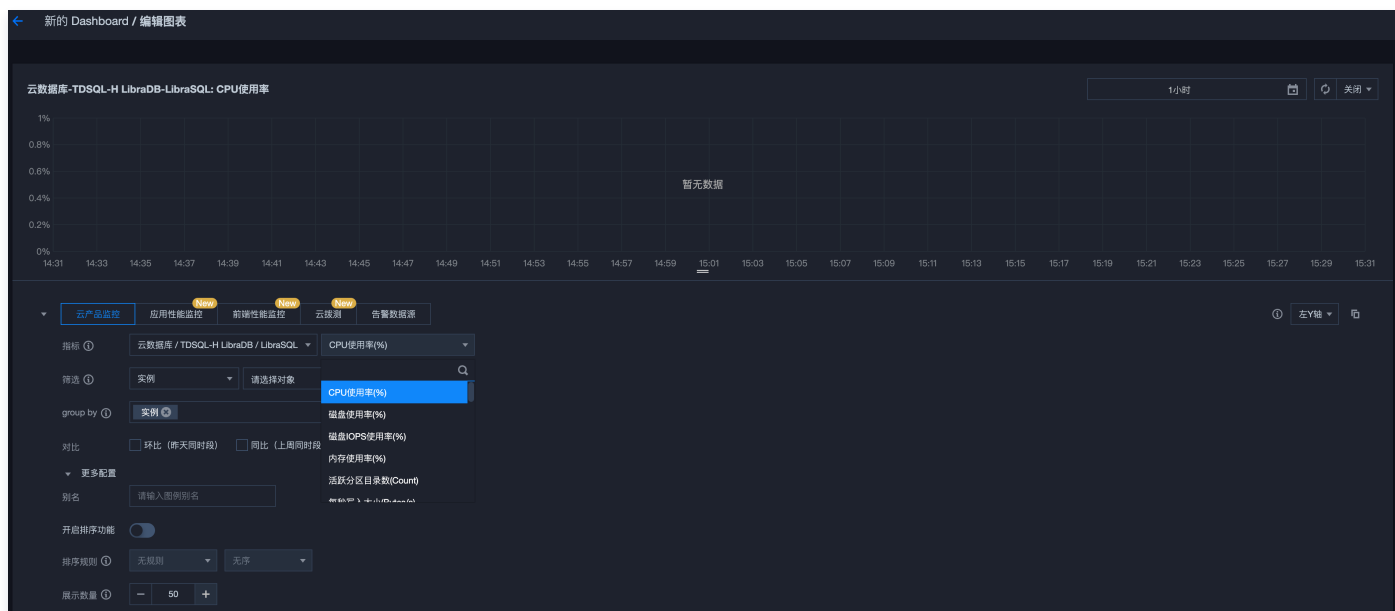 新的 Dashboard / 编辑图表
云数据库-TDSQL-H LibraDB-LibraSQL: CPU使用率
1小时
关闭
1%
0.8%
0.6%
0.4%
0.2%
0%
暂无数据
14:31 14:33 14:35 14:37 14:39 14:41 14:43 14:45 14:47 14:49 14:51 14:53 14:55 14:57 14:59 15:01 15:03 15:05 15:07 15:09 15:11 15:13 15:15 15:17 15:19 15:21 15:23 15:25 15:27 15:29 15:31
云产品监控 应用性能监控 New 前端性能监控 New 云拨测 New 告警数据源
左Y轴
指标 云数据库 / TDSQL-H LibraDB / LibraSQL CPU使用率(%)
筛选 实例 请选择对象
CPU使用率(%)
磁盘使用率(%)
磁盘IOPS使用率(%)
内存使用率(%)
活跃分区目录数(Count)
每秒写入大小(Bytes/s)
group by 实例
对比 环比（昨天同时段） 同比（上周同时段
更多配置
别名 请输入图例别名
开启排序功能
排序规则 无规则 无序
展示数量 50